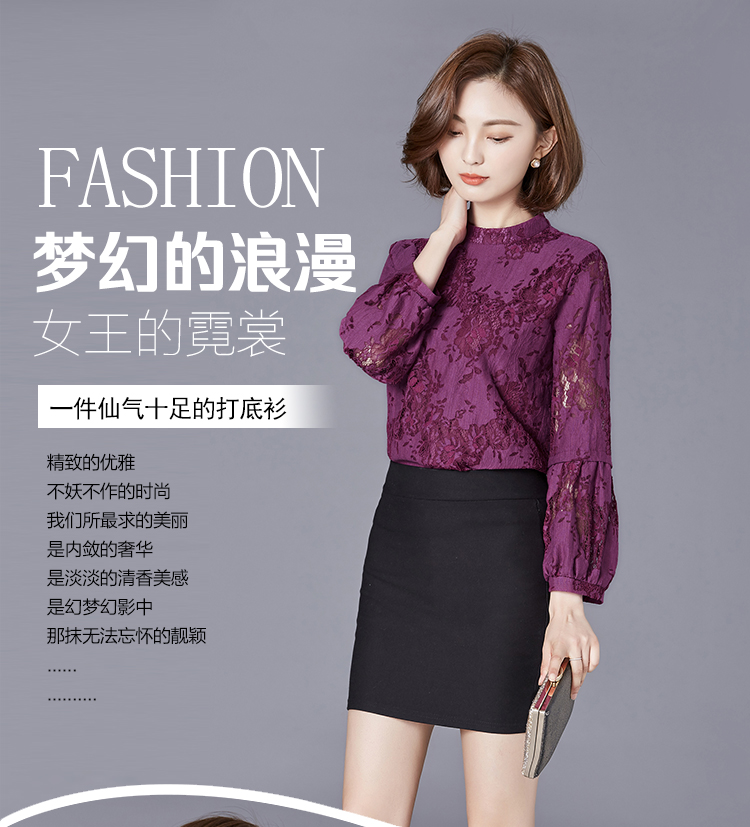 FASHION
梦幻的浪漫
女王的霓裳
一件仙气十足的打底衫
精致的优雅
不妖不作的时尚
我们所最求的美丽
是内敛的奢华
是淡淡的清香美感
是幻梦幻影中
那抹无法忘怀的靓颖
......
..........